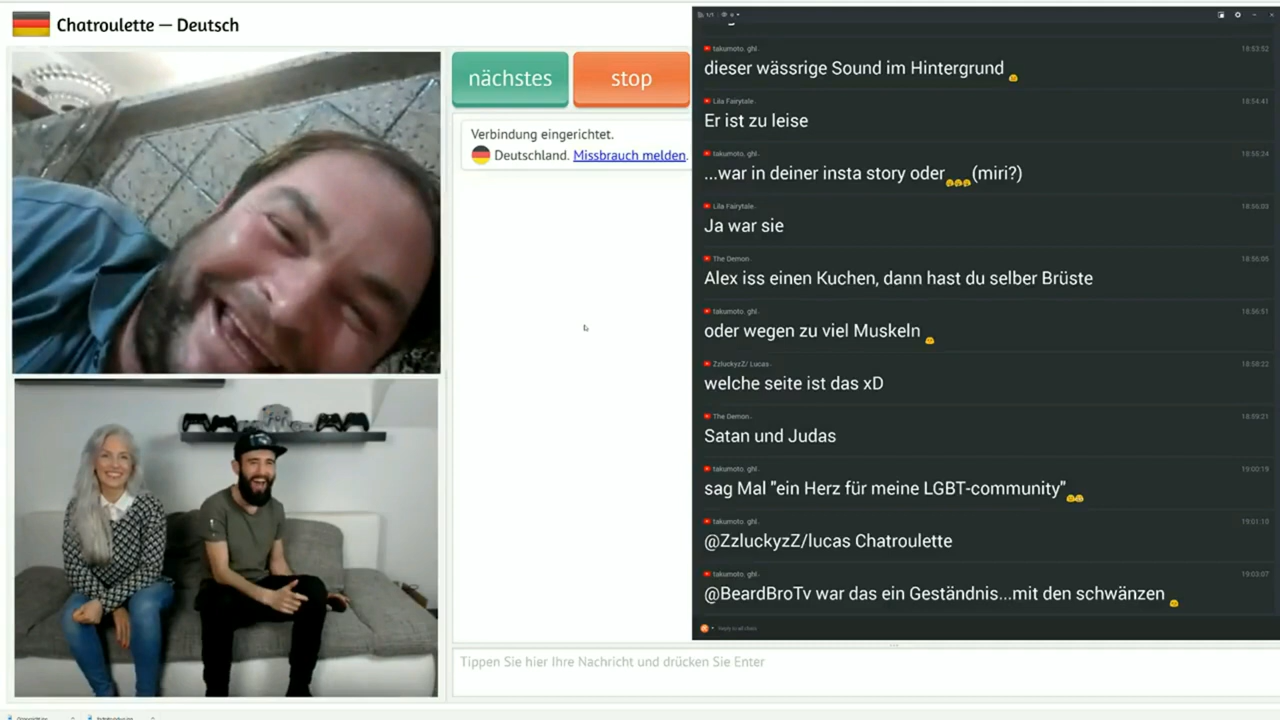 Chatroulette — Deutsch
nächstes
stop
Verbindung eingerichtet.
Deutschland. Missbrauch melden.
Tippen Sie hier Ihre Nachricht und drücken Sie Enter
1/1
takumoto. ghl. 18:53:52
dieser wässrige Sound im Hintergrund
Lila Fairytale. 18:54:41
Er ist zu leise
takumoto. ghl. 18:55:24
...war in deiner insta story oder (miri?)
Lila Fairytale. 18:56:03
Ja war sie
The Demon. 18:56:05
Alex iss einen Kuchen, dann hast du selber Brüste
takumoto. ghl. 18:56:51
oder wegen zu viel Muskeln
ZzluckyzZ/ Lucas. 18:58:22
welche seite ist das xD
The Demon. 18:59:21
Satan und Judas
takumoto. ghl. 19:00:19
sag Mal "ein Herz für meine LGBT-community"
takumoto. ghl. 19:01:10
@ZzluckyzZ/lucas Chatroulette
takumoto. ghl. 19:03:07
@BeardBroTv war das ein Geständnis...mit den schwänzen